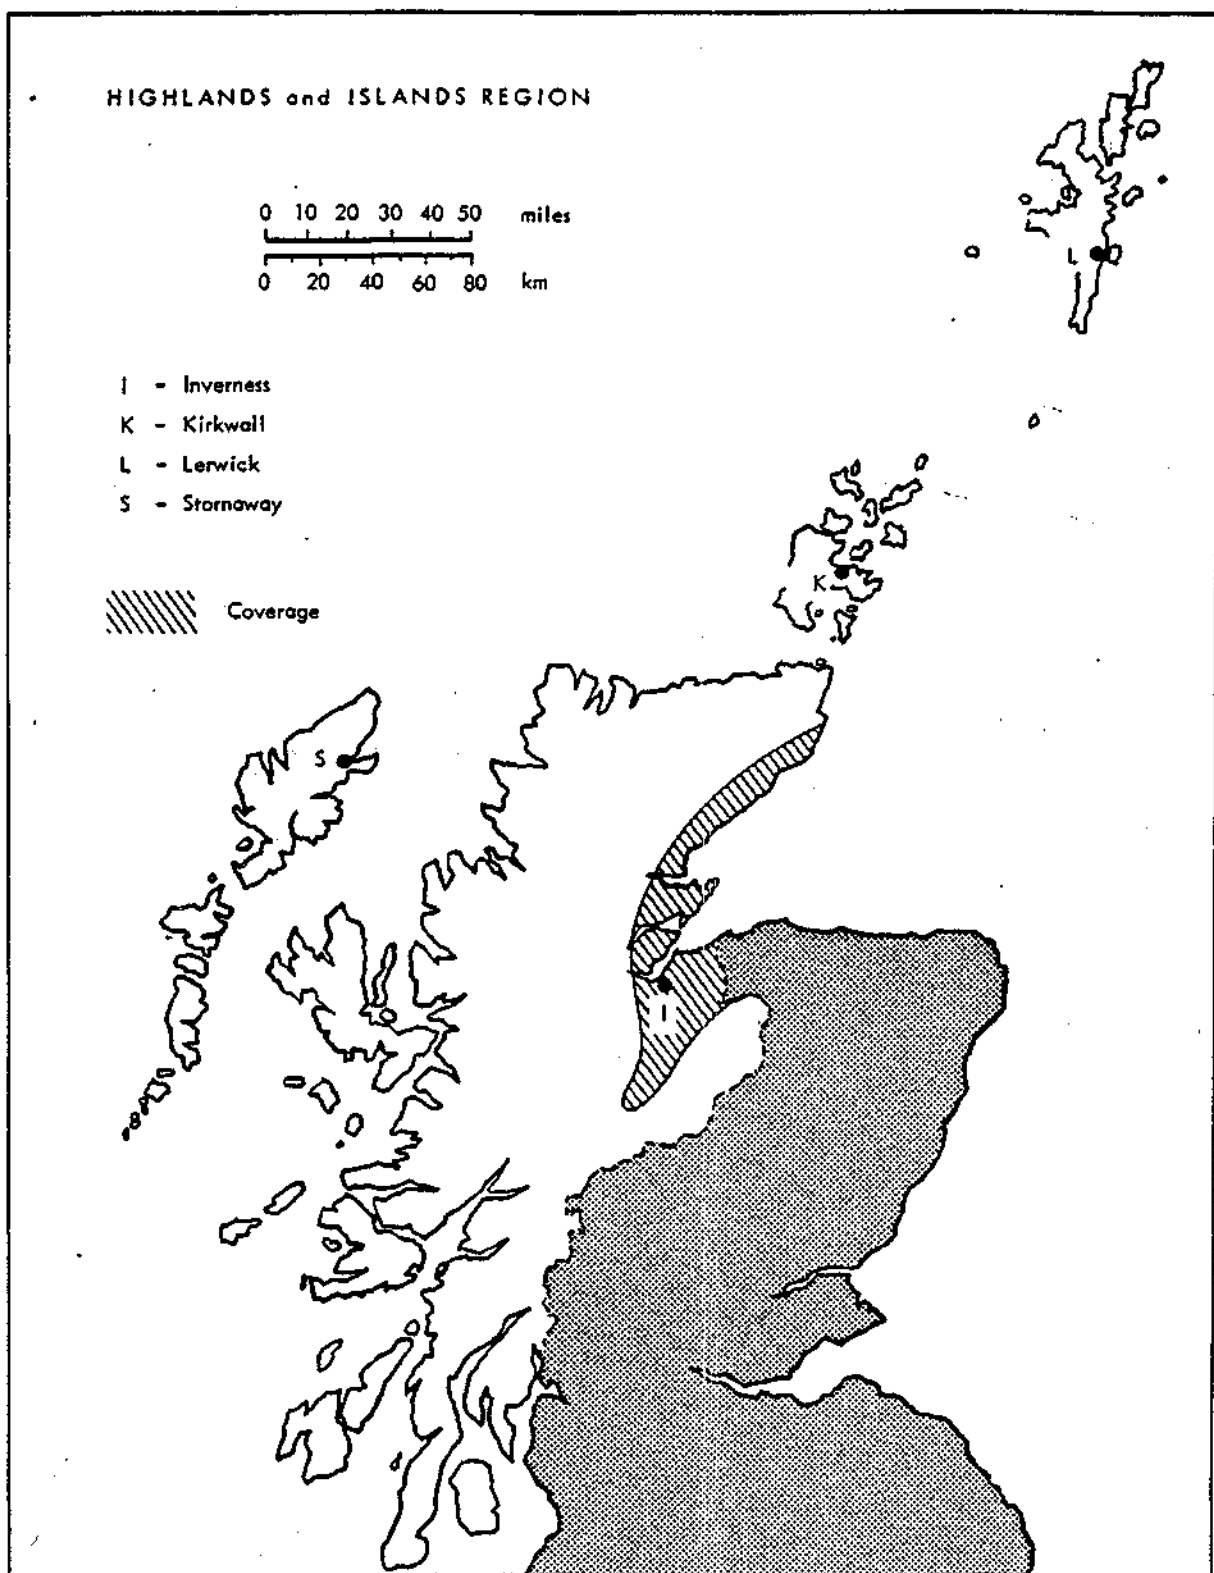 HIGHLANDS and ISLANDS REGION
0 10 20 30 40 50 miles
0 20 40 60 80 km
I - Inverness
K - Kirkwall
L - Lerwick
S - Stornaway
Coverage
L
K
S
I